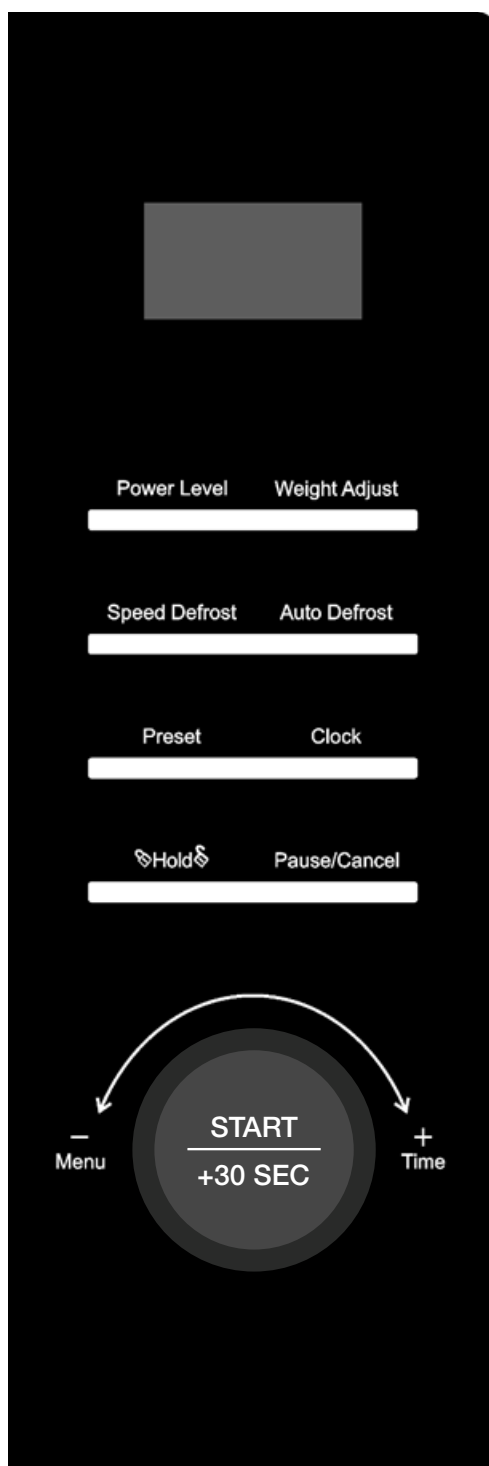 Power Level Weight Adjust
Speed Defrost Auto Defrost
Preset Clock
Hold Pause/Cancel
START
+30 SEC
− +
Menu Time